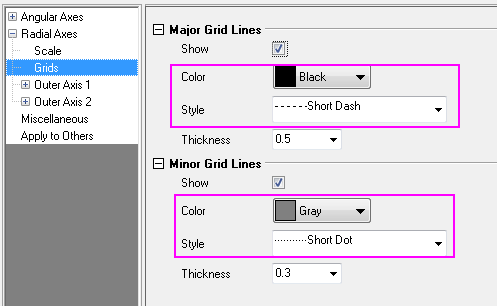 Angular Axes
Radial Axes
Scale
Grids
Outer Axis 1
Outer Axis 2
Miscellaneous
Apply to Others
Major Grid Lines
Show
Color Black
Style Short Dash
Thickness 0.5
Minor Grid Lines
Show
Color Gray
Style Short Dot
Thickness 0.3